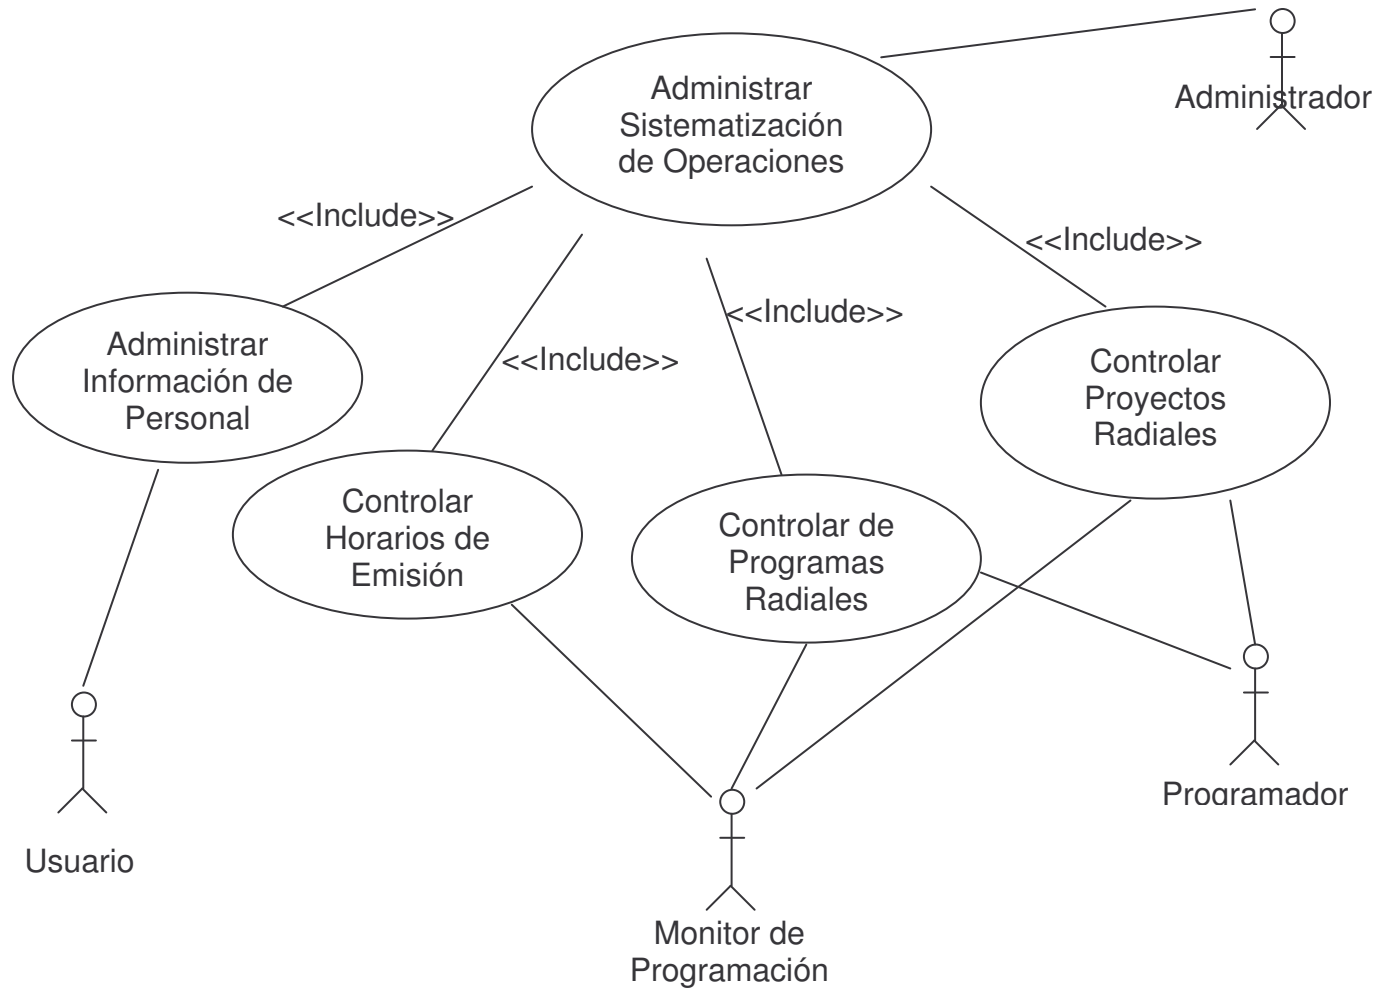 Administrar
Sistematización
de Operaciones
Administrador
<<Include>>
<<Include>>
<<Include>>
<<Include>>
Administrar
Información de
Personal
Controlar
Proyectos
Radiales
Controlar
Horarios de
Emisión
Controlar de
Programas
Radiales
Programador
Usuario
Monitor de
Programación